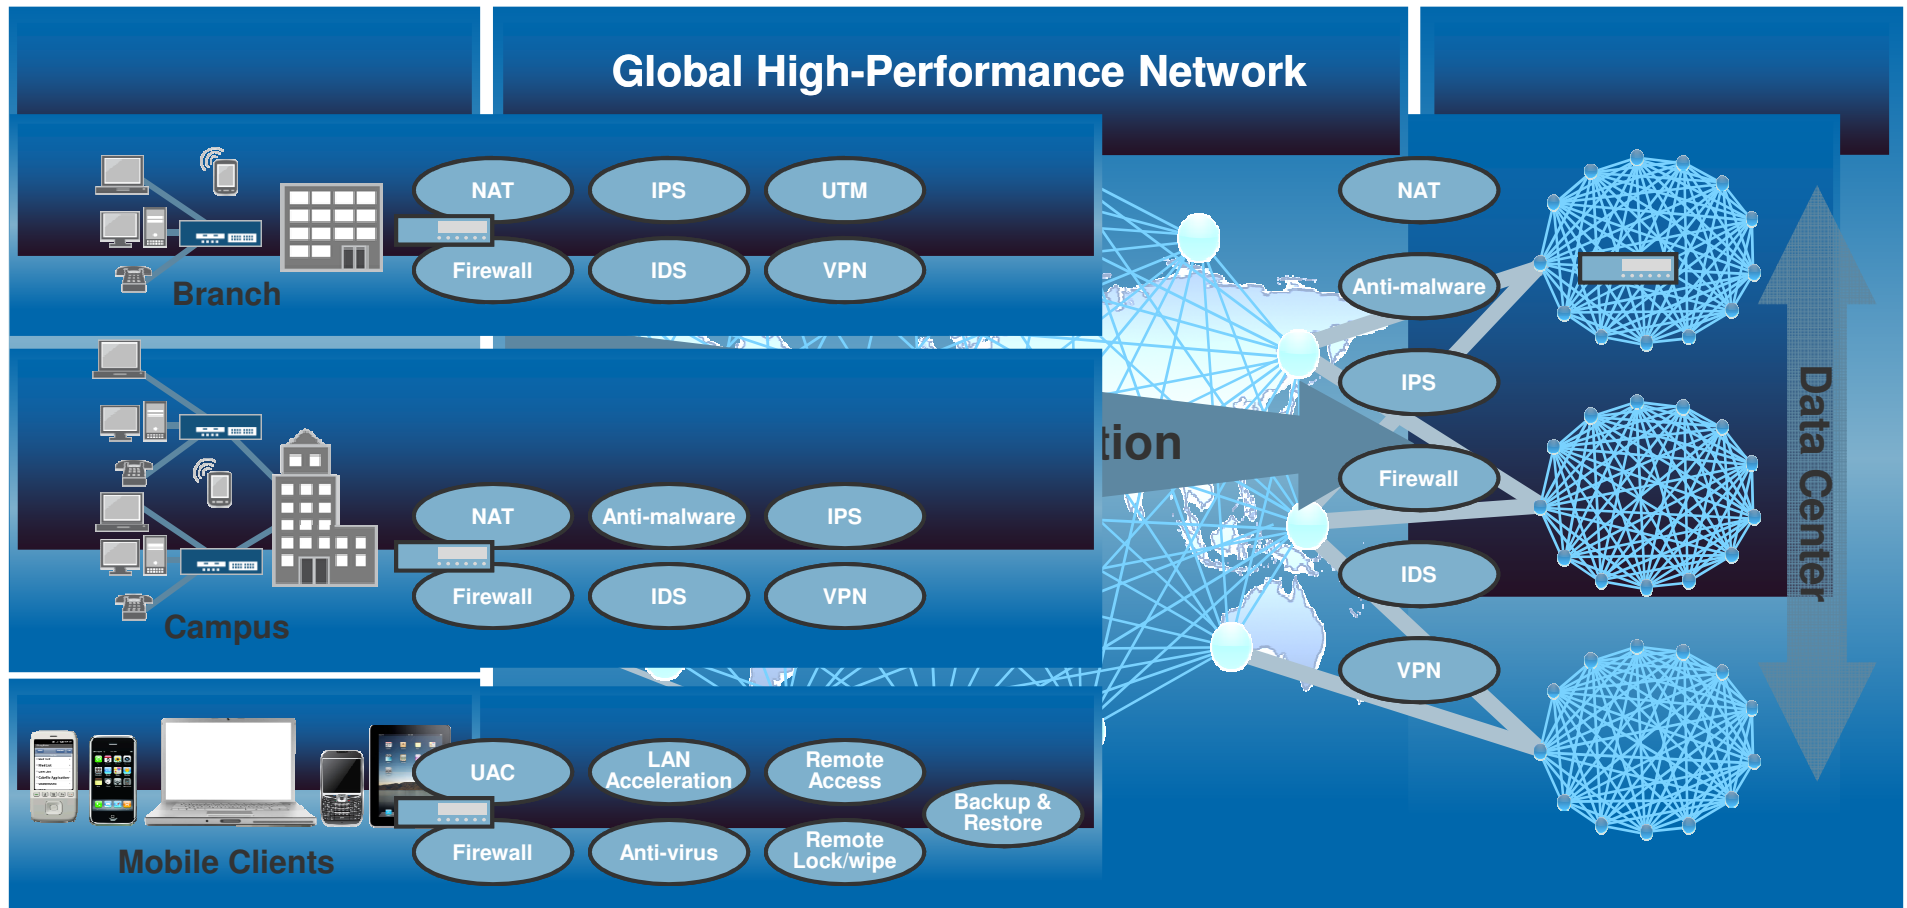 Global High-Performance Network
NAT
IPS
UTM
Firewall
IDS
VPN
Branch
NAT
Anti-malware
IPS
Firewall
IDS
VPN
Campus
tion
UAC
LAN
Acceleration
Remote
Access
Backup &
Restore
Firewall
Anti-virus
Remote
Lock/wipe
Mobile Clients
NAT
Anti-malware
IPS
Firewall
IDS
VPN
Data Center